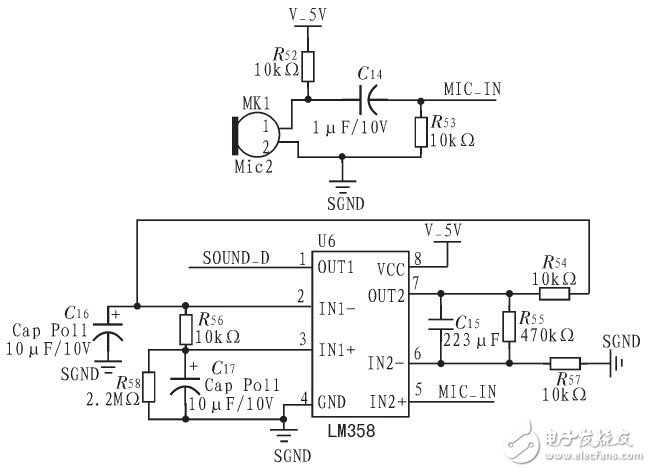 V_5V
R52
10kΩ
C14
MIC_IN
MK1
1
2
1μF/10V
R53
10kΩ
Mic2
SGND
U6
V_5V
SOUND_D
1
OUT1
VCC
8
R54
10kΩ
2
IN1-
OUT2
7
C16
Cap Poll
10μF/10V
+
R56
10kΩ
C15
223μF
R55
470kΩ
SGND
3
IN1+
IN2-
6
SGND
R58
2.2MΩ
+
C17
Cap Poll
10μF/10V
R57
10kΩ
4
GND
IN2+
5
MIC_IN
LM358
SGND
电子发烧友
www.elecfans.com